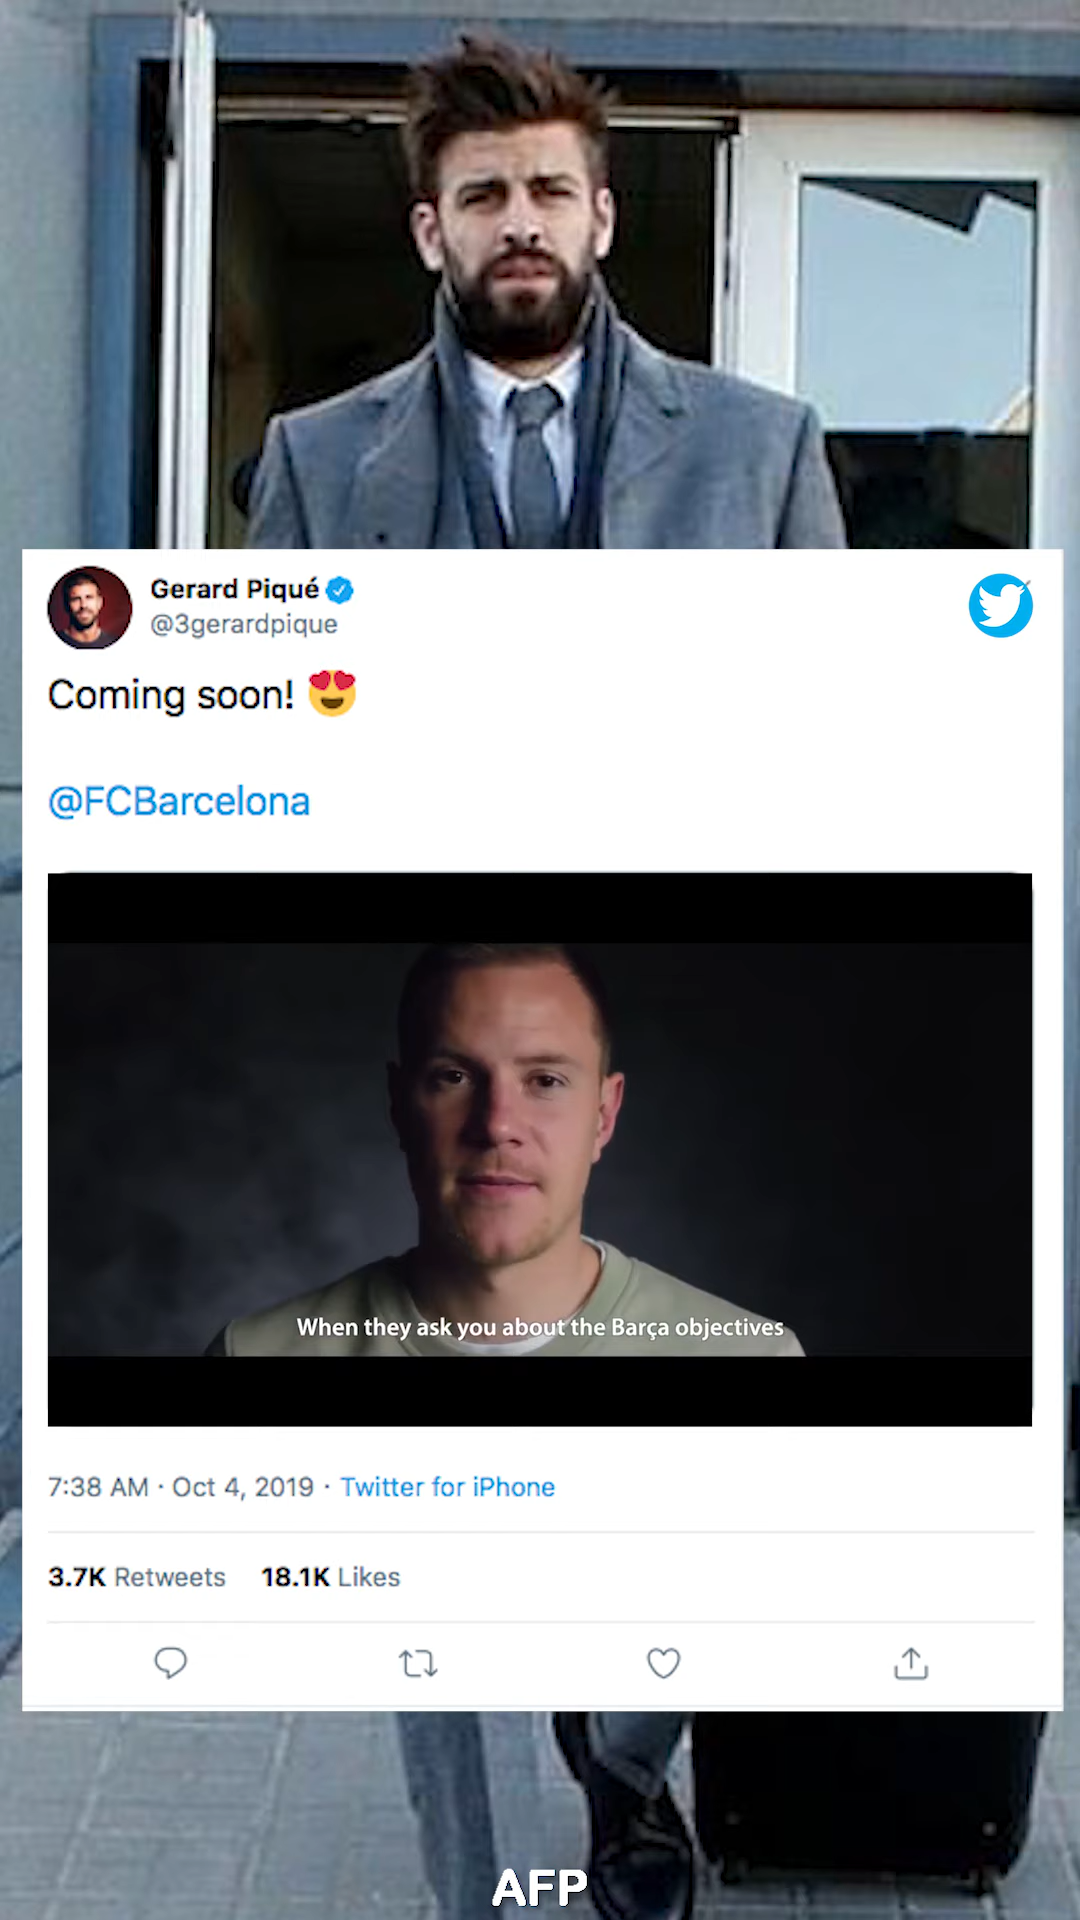 Gerard Piqué
@3gerardpique
Coming soon! 😍
@FCBarcelona
When they ask you about the Barça objectives
7:38 AM · Oct 4, 2019 · Twitter for iPhone
3.7K Retweets 18.1K Likes
AFP